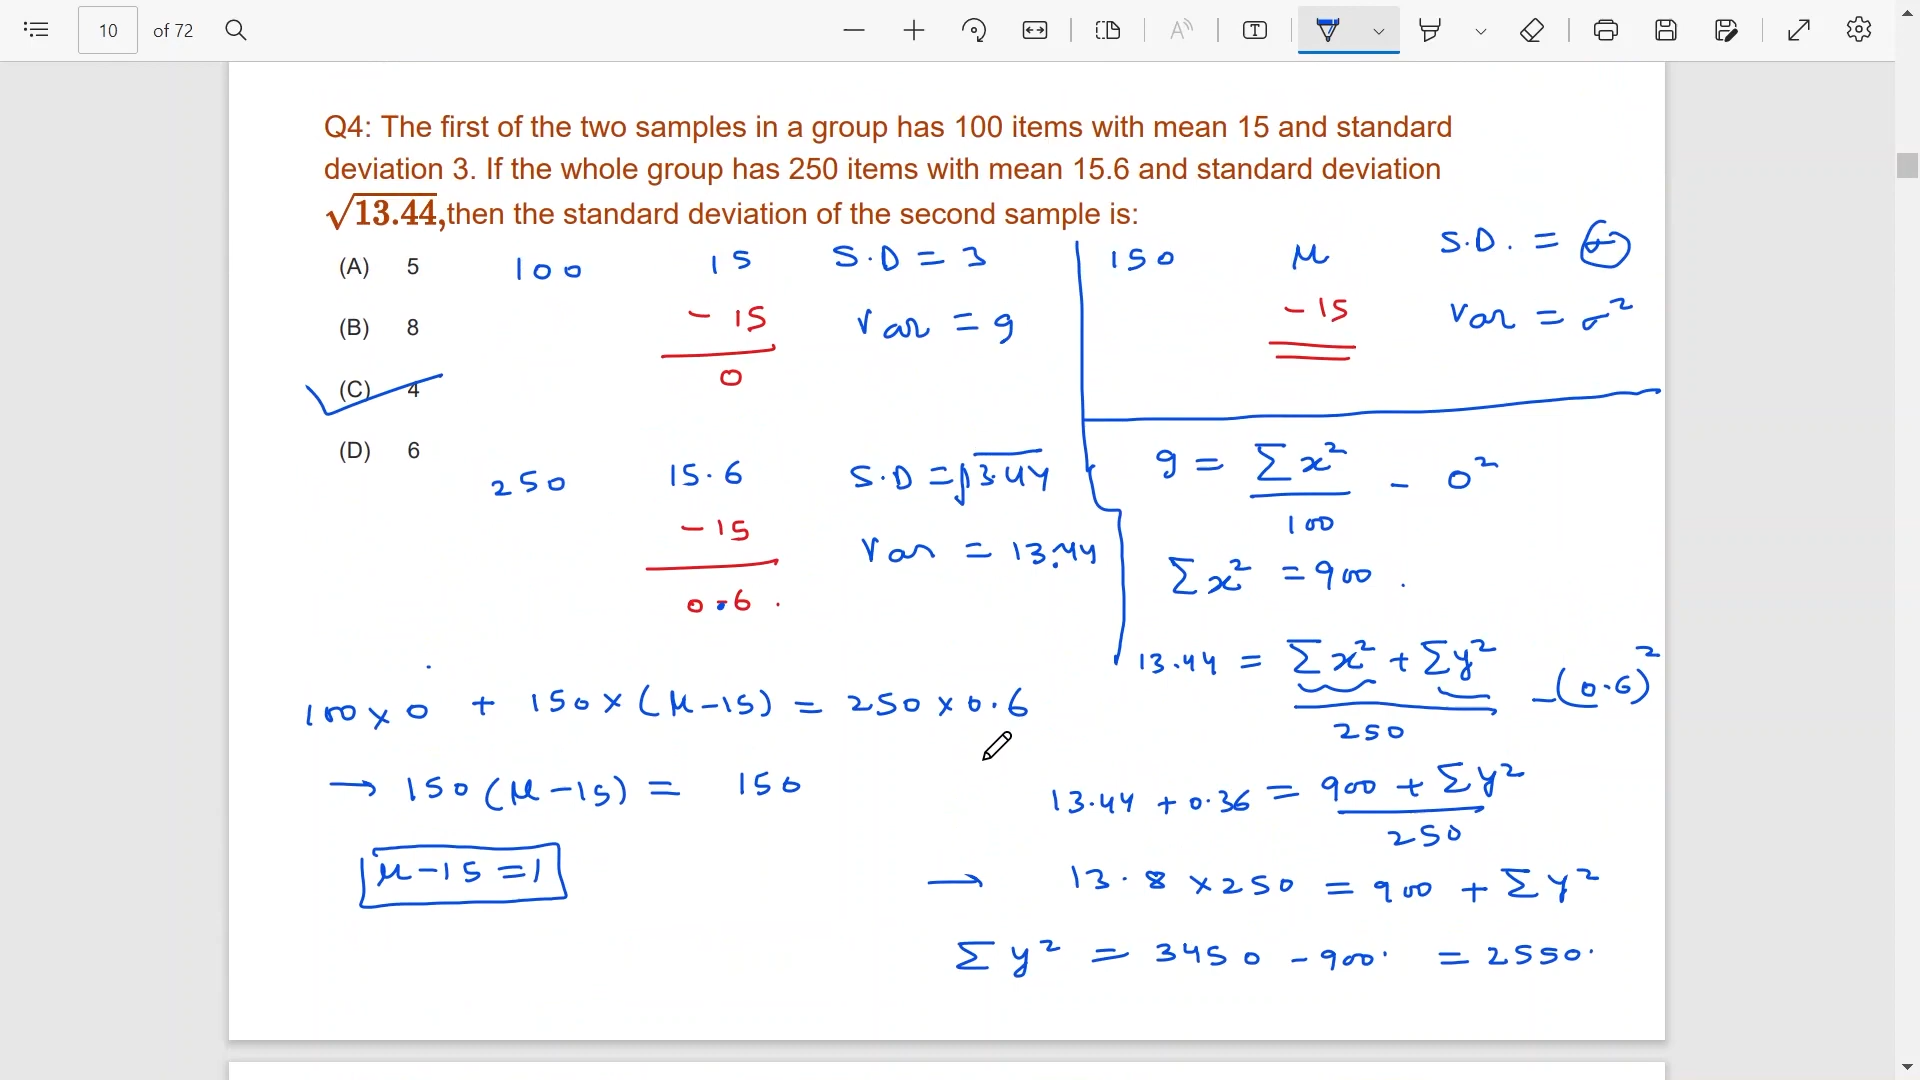 10 of 72
Q4: The first of the two samples in a group has 100 items with mean 15 and standard
deviation 3. If the whole group has 250 items with mean 15.6 and standard deviation
√13.44,then the standard deviation of the second sample is:
(A) 5
(B) 8
(C) 4
(D) 6
100 15 S.D = 3
- 15 Var = 9
0
150 μ S.D. = σ
- 15 Var = σ²
250 15.6 S.D = √13.44
- 15 Var = 13.44
0.6
9 = Σx²/100 - 0²
Σx² = 900
13.44 = (Σx² + Σy²)/250 - (0.6)²
100 x 0 + 150 x (μ-15) = 250 x 0.6
→ 150 (μ-15) = 150
μ-15 = 1
13.44 + 0.36 = (900 + Σy²)/250
→ 13.8 x 250 = 900 + Σy²
Σy² = 3450 - 900 = 2550